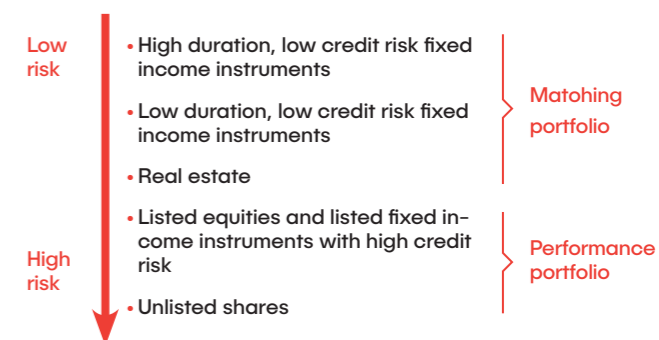 Low
risk
• High duration, low credit risk fixed
income instruments
• Low duration, low credit risk fixed
income instruments
• Real estate
Matohing
portfolio
High
risk
• Listed equities and listed fixed in-
come instruments with high credit
risk
• Unlisted shares
Performance
portfolio